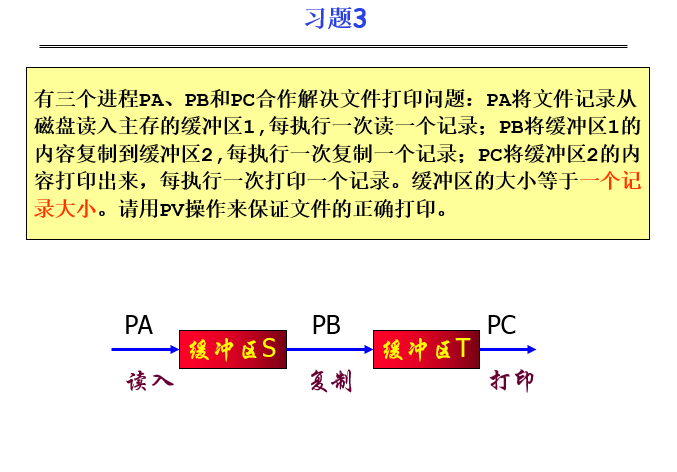 习题3
有三个进程PA、PB和PC合作解决文件打印问题：PA将文件记录从
磁盘读入主存的缓冲区1,每执行一次读一个记录；PB将缓冲区1的
内容复制到缓冲区2,每执行一次复制一个记录；PC将缓冲区2的内
容打印出来，每执行一次打印一个记录。缓冲区的大小等于一个记
录大小。请用PV操作来保证文件的正确打印。
PA
PB
PC
缓冲区S
缓冲区T
读入
复制
打印